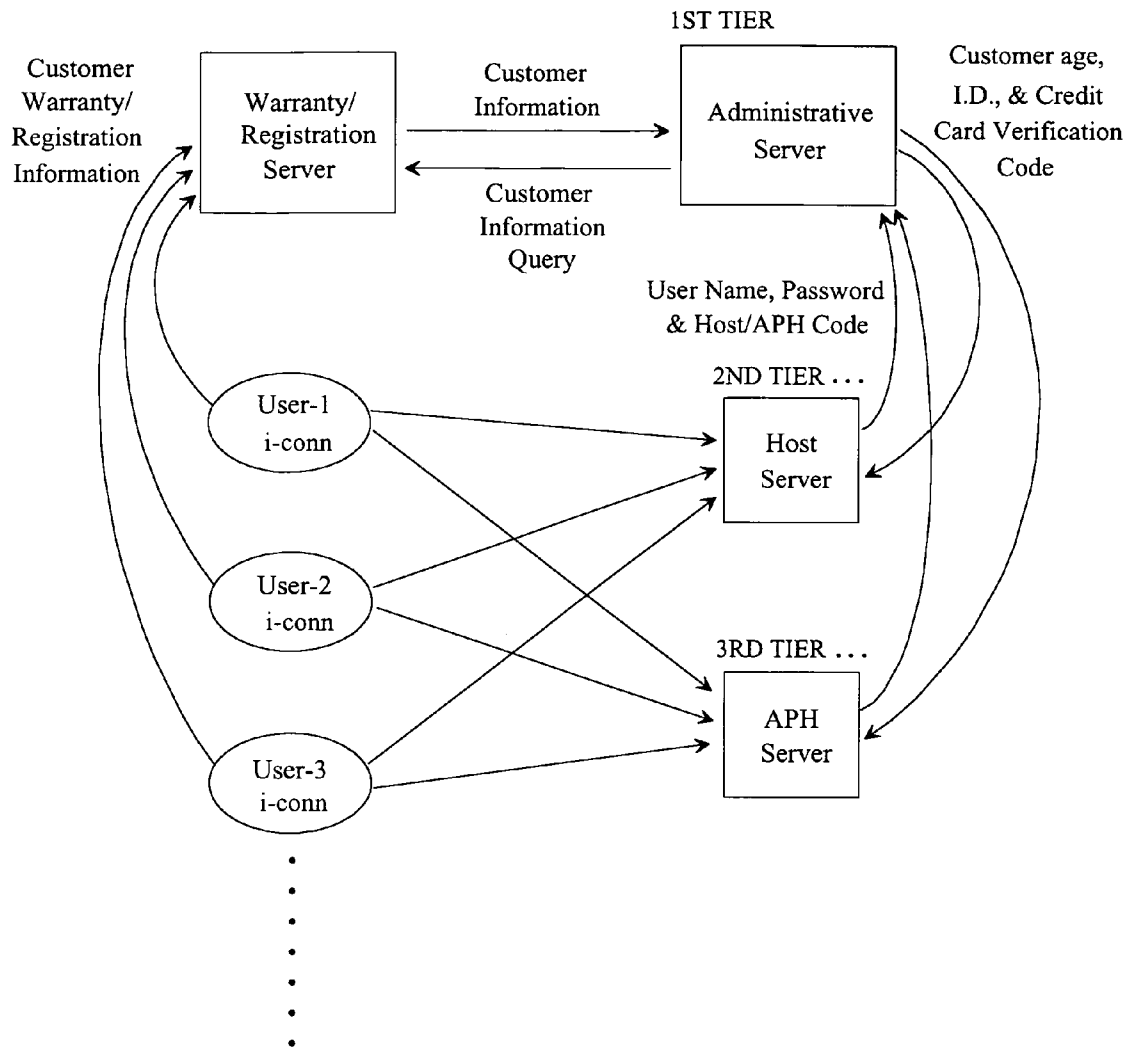 1ST TIER
Customer
Warranty/
Registration
Information
Warranty/
Registration
Server
Customer
Information
Customer
Information
Query
Administrative
Server
Customer age,
I.D., & Credit
Card Verification
Code
User Name, Password
& Host/APH Code
2ND TIER . . .
Host
Server
User-1
i-conn
User-2
i-conn
3RD TIER . . .
APH
Server
User-3
i-conn